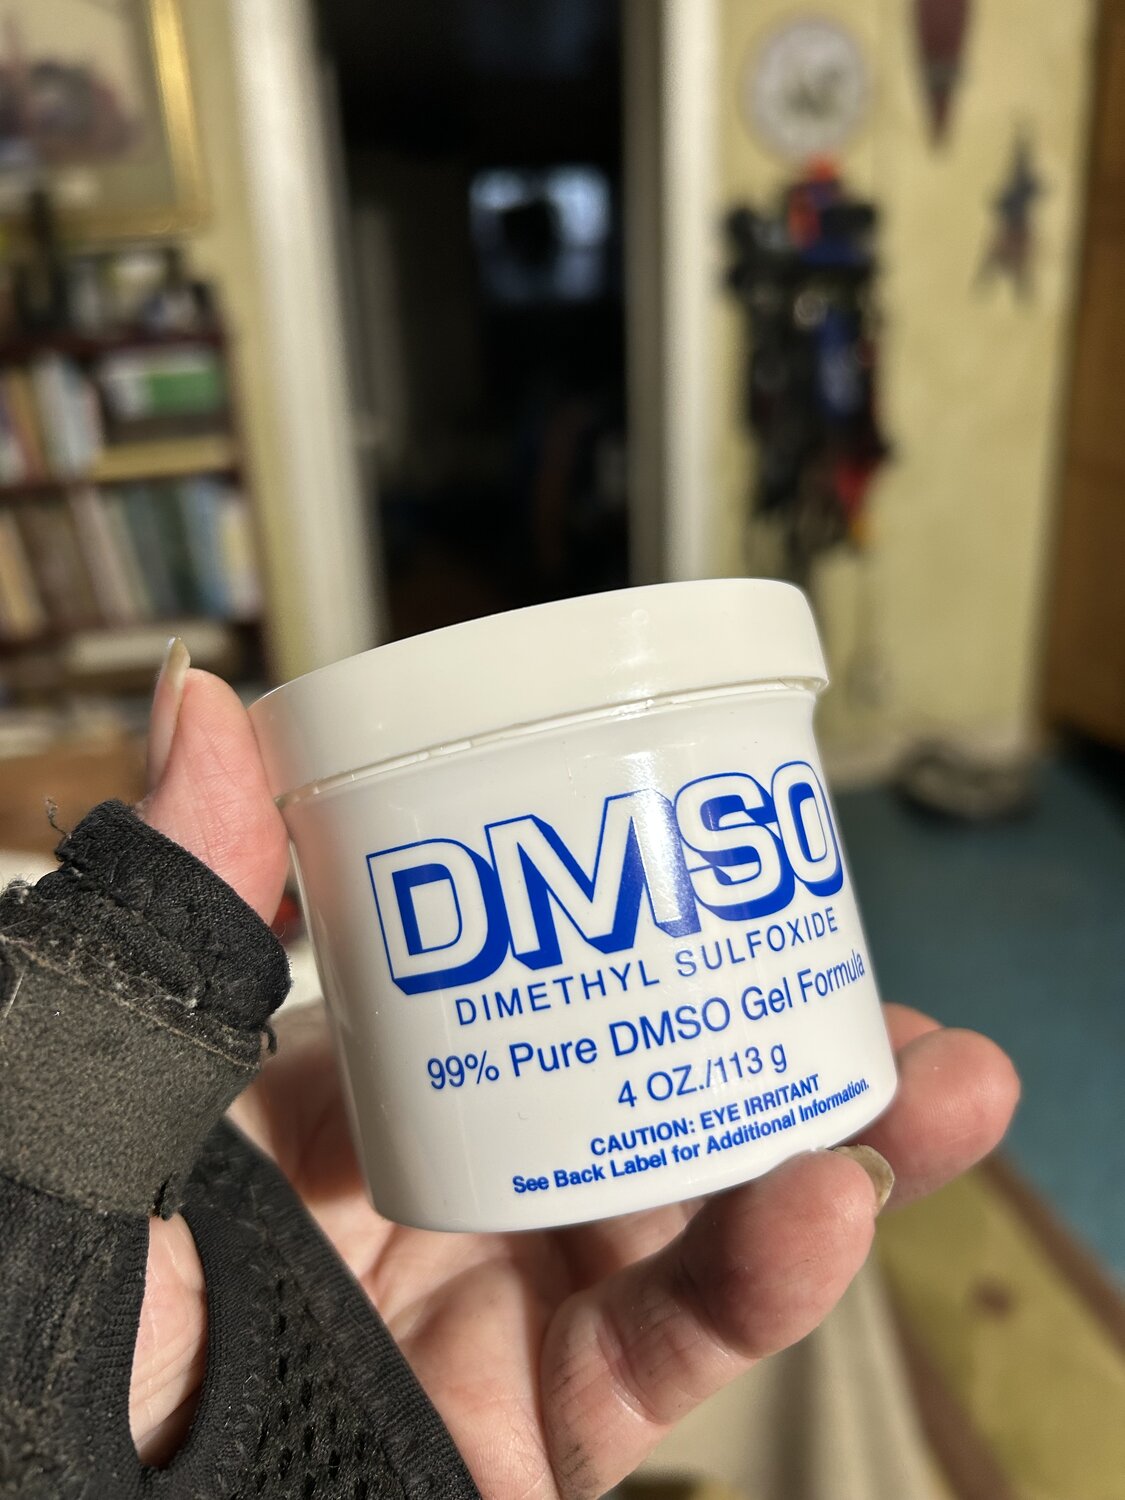 DMSO
DIMETHYL SULFOXIDE
99% Pure DMSO Gel Formula
4 OZ./113 g
CAUTION: EYE IRRITANT
See Back Label for Additional Information.